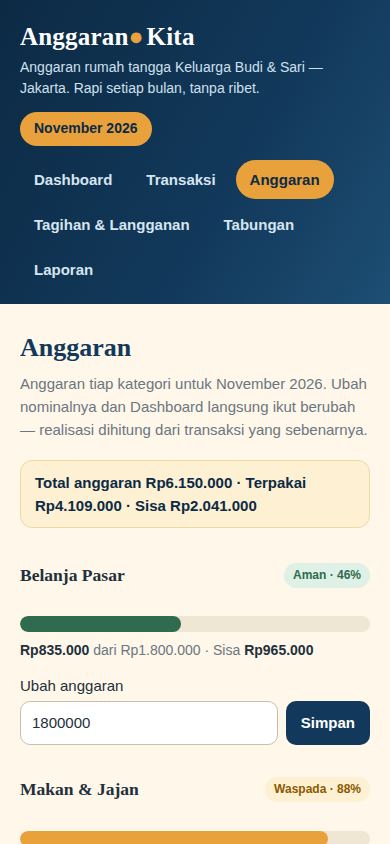 Anggaran●Kita
Anggaran rumah tangga Keluarga Budi & Sari —
Jakarta. Rapi setiap bulan, tanpa ribet.
November 2026
Dashboard Transaksi Anggaran
Tagihan & Langganan Tabungan
Laporan
Anggaran
Anggaran tiap kategori untuk November 2026. Ubah
nominalnya dan Dashboard langsung ikut berubah
— realisasi dihitung dari transaksi yang sebenarnya.
Total anggaran Rp6.150.000 · Terpakai
Rp4.109.000 · Sisa Rp2.041.000
Belanja Pasar Aman · 46%
Rp835.000 dari Rp1.800.000 · Sisa Rp965.000
Ubah anggaran
1800000 Simpan
Makan & Jajan Waspada · 88%